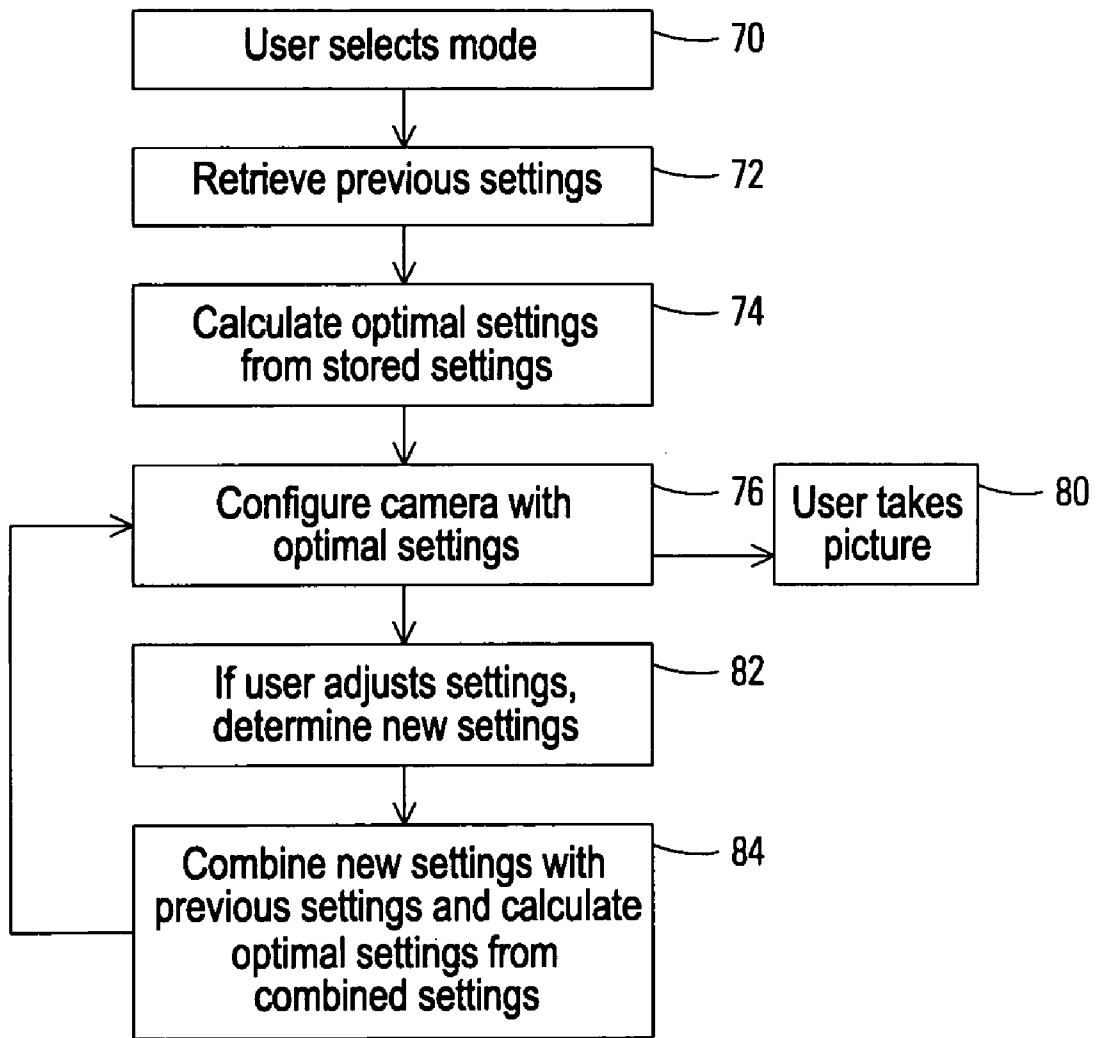 User selects mode
70
Retrieve previous settings
72
Calculate optimal settings
from stored settings
74
Configure camera with
optimal settings
76
User takes
picture
80
If user adjusts settings,
determine new settings
82
Combine new settings with
previous settings and calculate
optimal settings from
combined settings
84